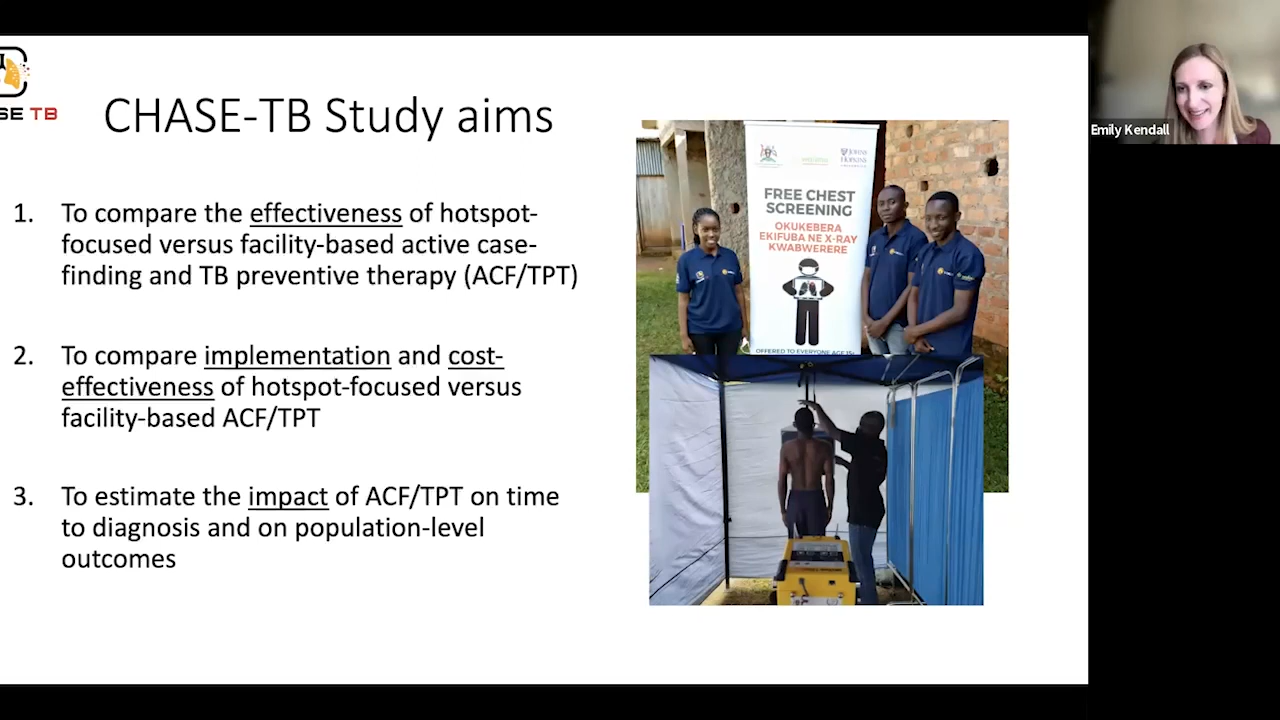 SE TB
CHASE-TB Study aims
1. To compare the effectiveness of hotspot-
focused versus facility-based active case-
finding and TB preventive therapy (ACF/TPT)
2. To compare implementation and cost-
effectiveness of hotspot-focused versus
facility-based ACF/TPT
3. To estimate the impact of ACF/TPT on time
to diagnosis and on population-level
outcomes
JOHNS
HOPKINS
FREE CHEST
SCREENING
OKUKEBERA
EKIFUBA NE X-RAY
KWABWERERE
OFFERED TO EVERYONE AGE
Emily Kendall